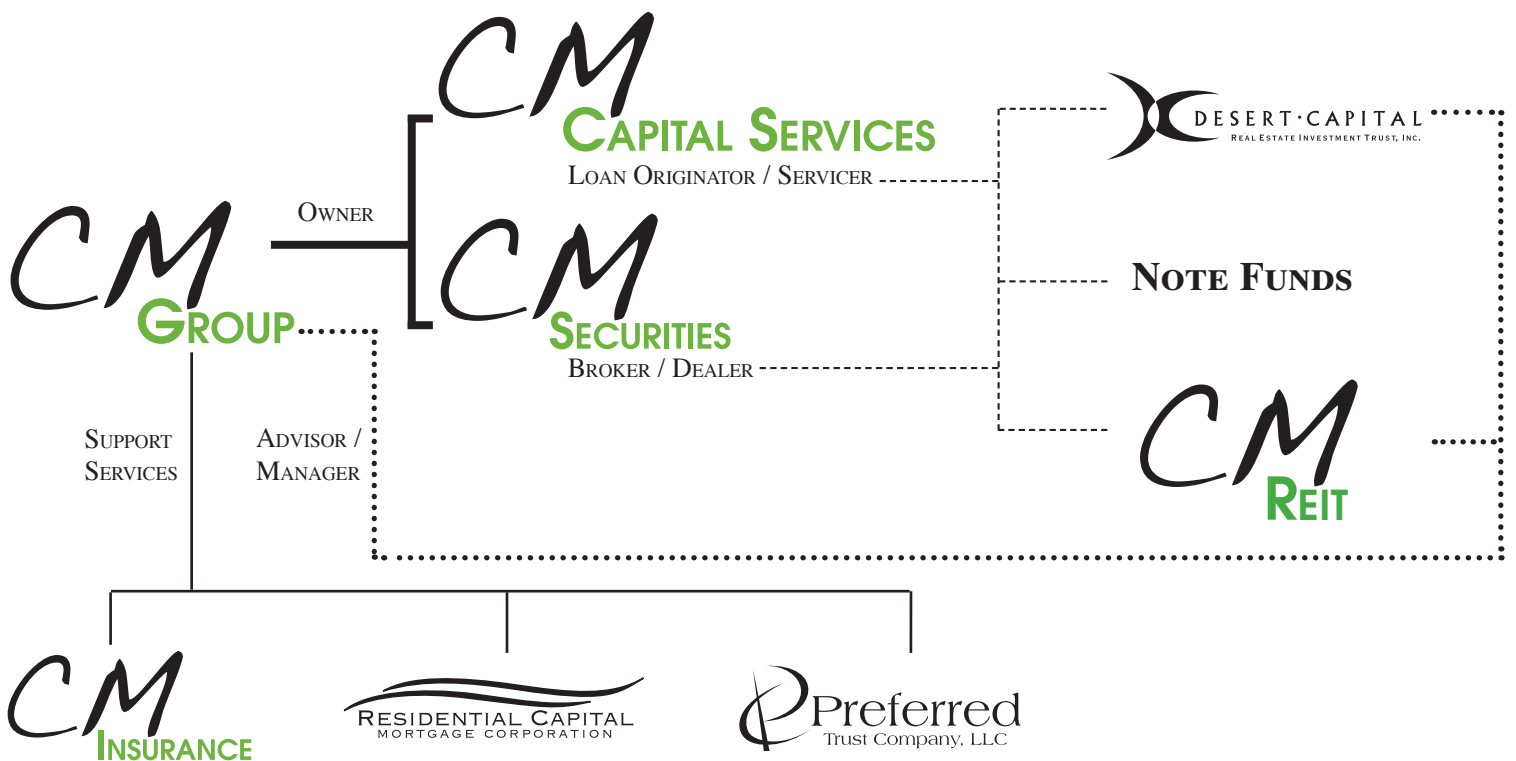 CM
CAPITAL SERVICES
LOAN ORIGINATOR / SERVICER
DESERT·CAPITAL
REAL ESTATE INVESTMENT TRUST, INC.
OWNER
CM
GROUP
CM
SECURITIES
BROKER / DEALER
NOTE FUNDS
CM
REIT
SUPPORT
SERVICES
ADVISOR /
MANAGER
CM
INSURANCE
RESIDENTIAL CAPITAL
MORTGAGE CORPORATION
Preferred
Trust Company, LLC